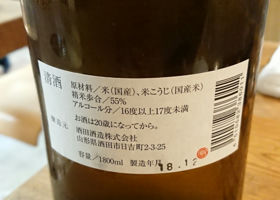 清酒
原材料／米(国産)、米こうじ(国産米)
精米歩合／55%
アルコール分／16度以上17度未満
お酒は20歳になってから。
製造元 酒田酒造株式会社
山形県酒田市日吉町2-3-25
容量／1800ml 製造年月 18.12